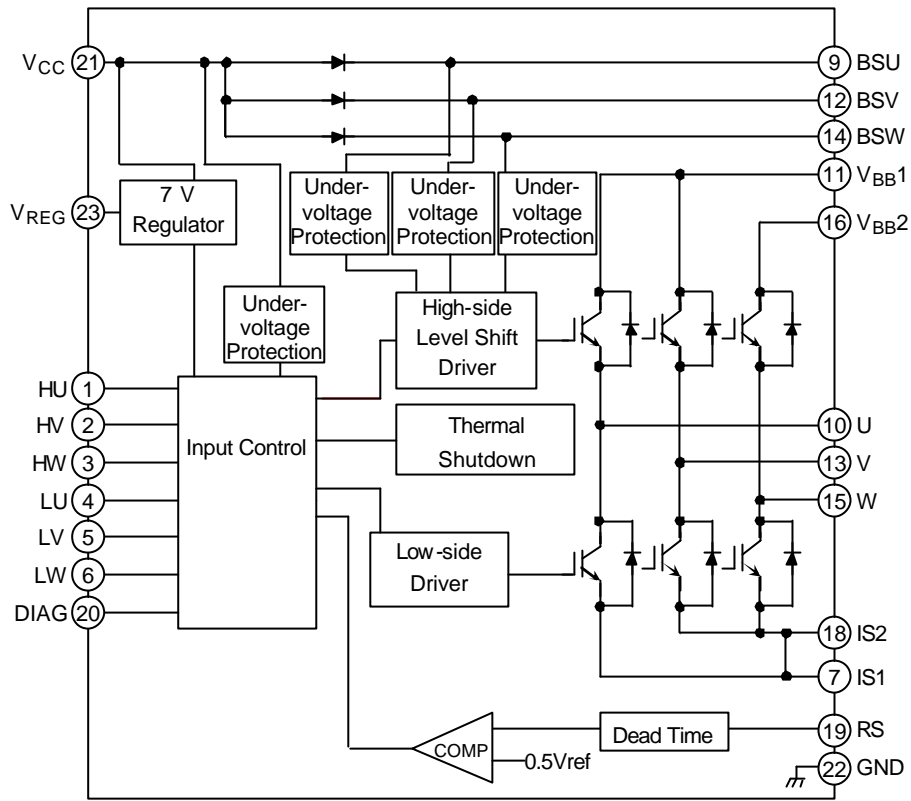 VCC 21
9 BSU
12 BSV
14 BSW
11 VBB1
16 VBB2
VREG 23
7 V
Regulator
Under-
voltage
Protection
Under-
voltage
Protection
Under-
voltage
Protection
Under-
voltage
Protection
High-side
Level Shift
Driver
HU 1
HV 2
HW 3
LU 4
LV 5
LW 6
DIAG 20
Input Control
Thermal
Shutdown
Low-side
Driver
10 U
13 V
15 W
18 IS2
7 IS1
19 RS
22 GND
Dead Time
COMP
0.5Vref